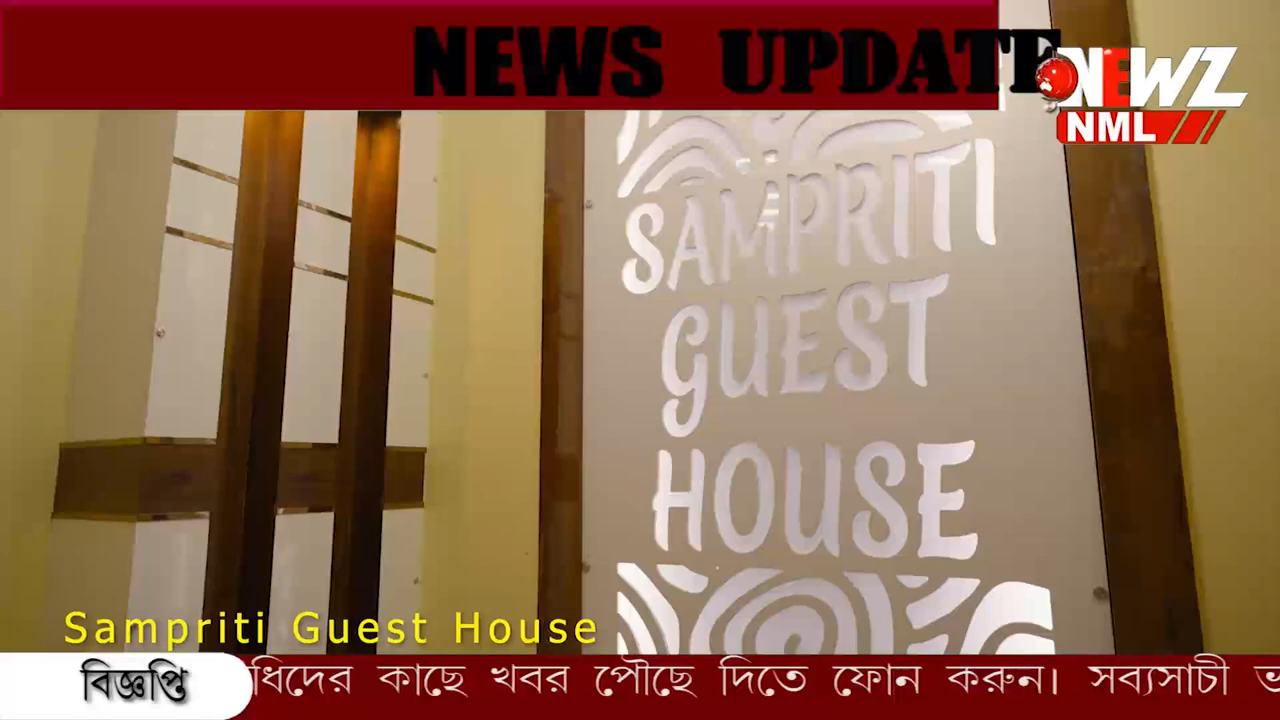 NEWS UPDATE
NEWZ
NML
SAMPRITI
GUEST
HOUSE
Sampriti Guest House
বিজ্ঞপ্তি
ধিদের কাছে খবর পৌছে দিতে ফোন করুন। সব্যসাচী